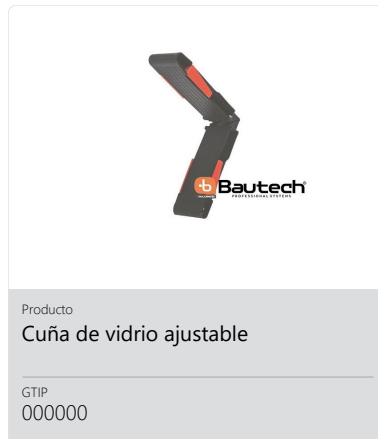 Bautech
PROFESSIONAL SYSTEMS
Producto
Cuña de vidrio ajustable
GTIP
000000